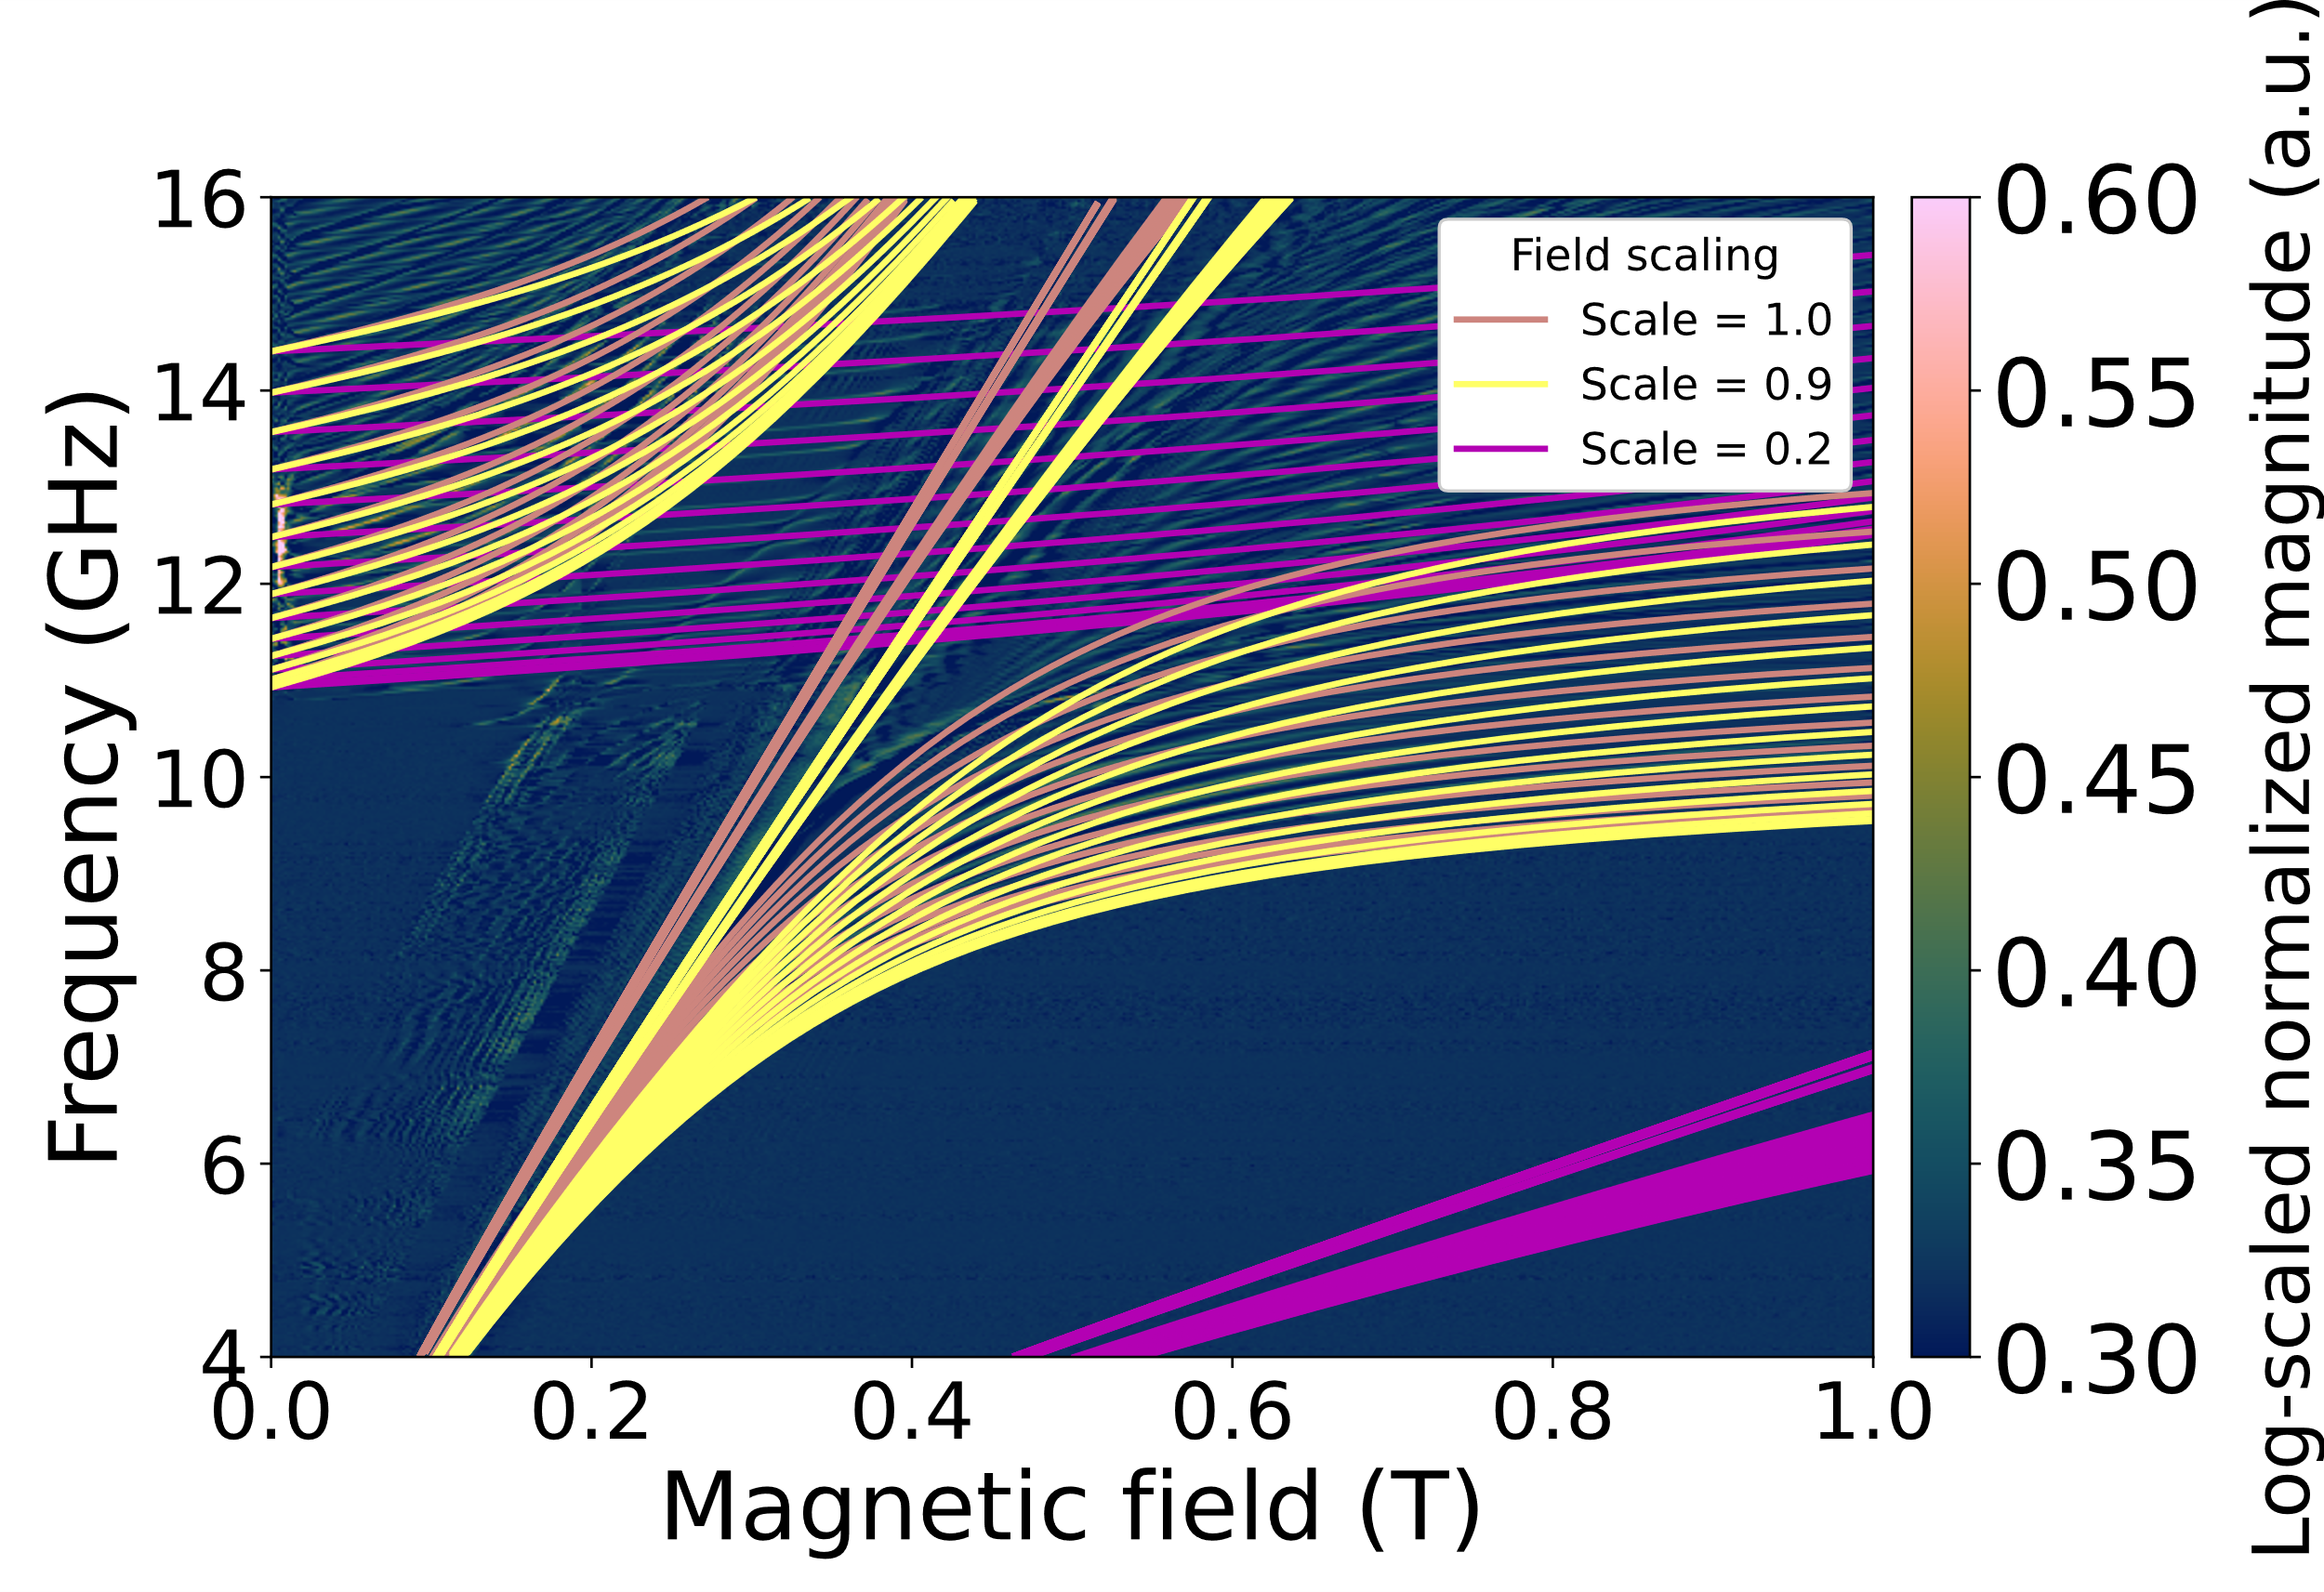 Frequency (GHz)
16
14
12
10
8
6
4
0.0 0.2 0.4 0.6 0.8 1.0
Magnetic field (T)
Field scaling
Scale = 1.0
Scale = 0.9
Scale = 0.2
0.60
0.55
0.50
0.45
0.40
0.35
0.30
Log-scaled normalized magnitude (a.u.)